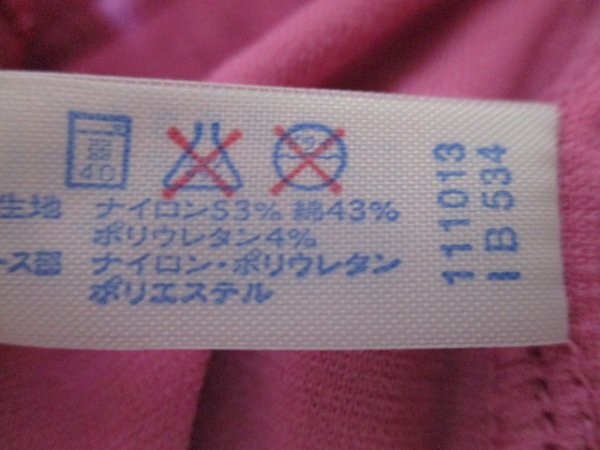 弱
40
生地 ナイロン53% 綿43%
ポリウレタン4%
ース部 ナイロン・ポリウレタン
ポリエステル
111013
IB 534